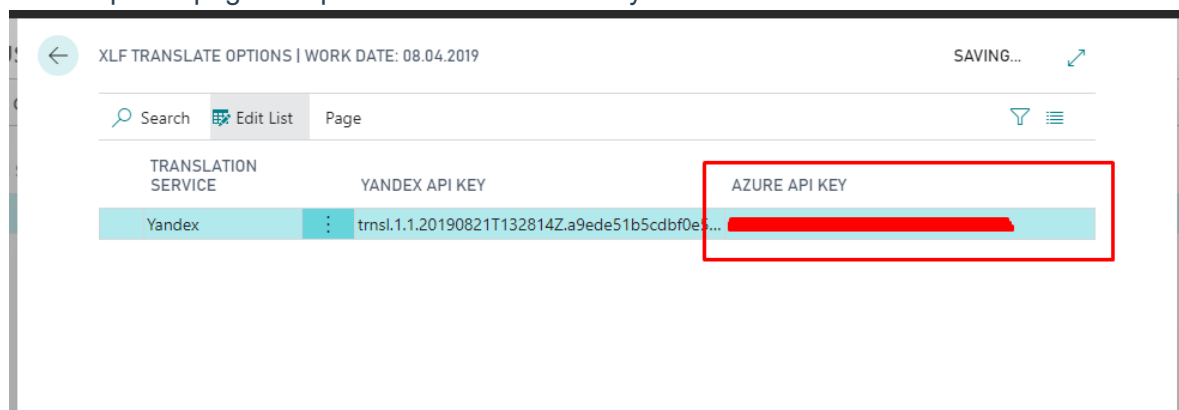 XLF TRANSLATE OPTIONS | WORK DATE: 08.04.2019 SAVING...
Search Edit List Page
TRANSLATION SERVICE YANDEX API KEY AZURE API KEY
Yandex trnsl.1.1.20190821T132814Z.a9ede51b5cdbf0e5...